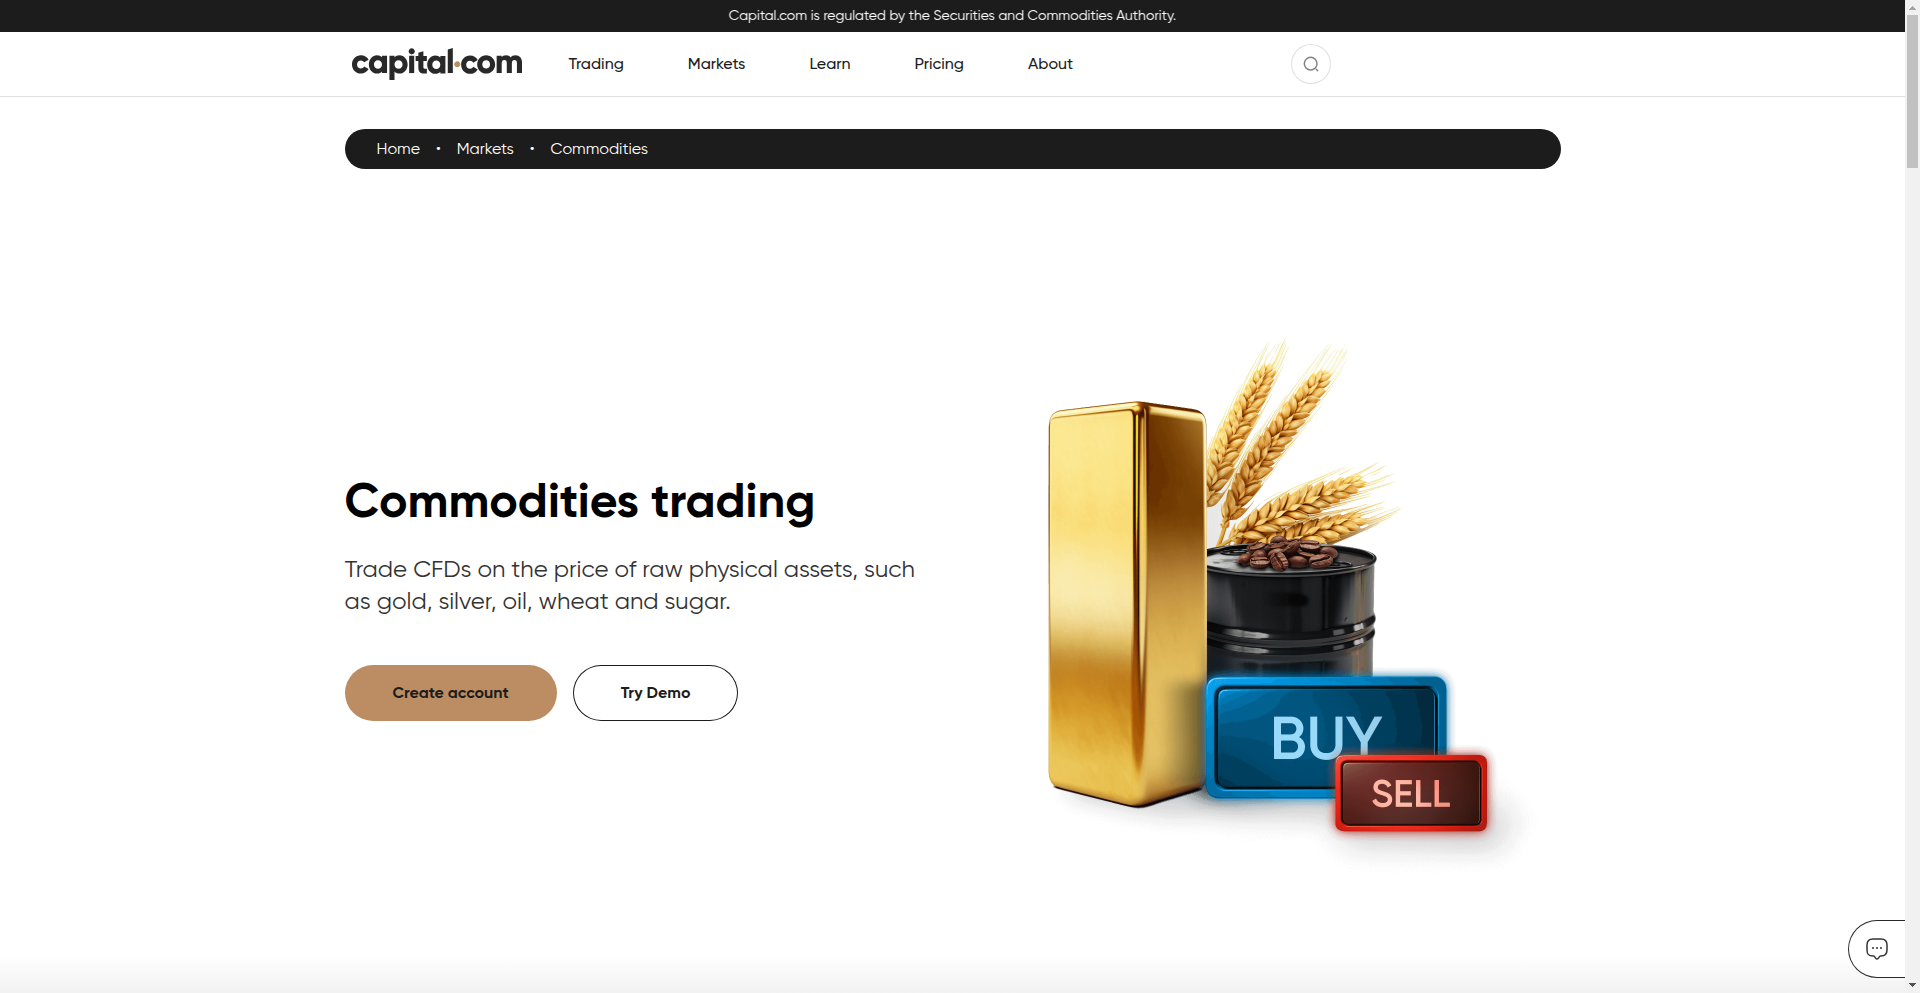 Capital.com is regulated by the Securities and Commodities Authority.
capital.com Trading Markets Learn Pricing About
Home • Markets • Commodities
Commodities trading
Trade CFDs on the price of raw physical assets, such
as gold, silver, oil, wheat and sugar.
Create account Try Demo
BUY
SELL